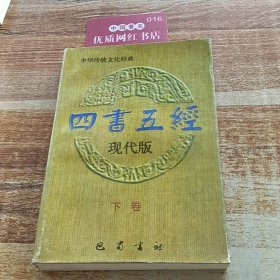 016
中国书店
优质网红书店
中华传统文化经典
四書五經
现代版
下卷
巴蜀書社